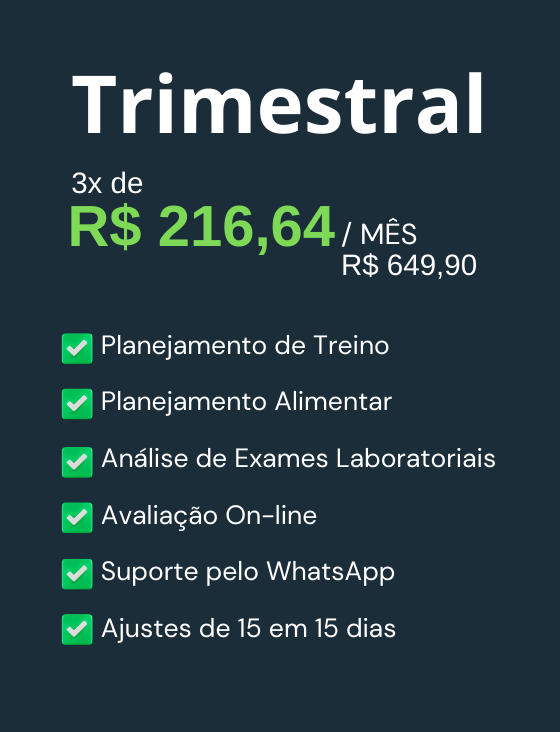 Trimestral
3x de
R$ 216,64 / MÊS
R$ 649,90
Planejamento de Treino
Planejamento Alimentar
Análise de Exames Laboratoriais
Avaliação On-line
Suporte pelo WhatsApp
Ajustes de 15 em 15 dias